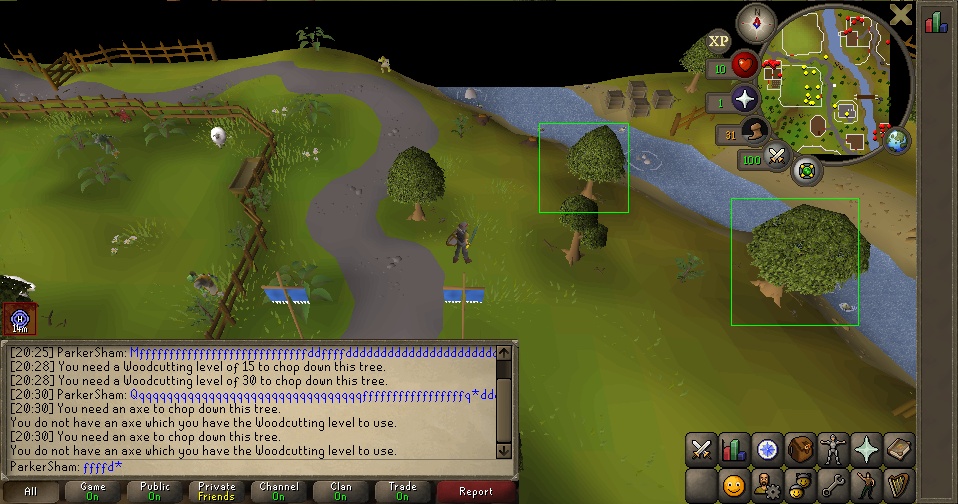 N
XP
10
1
31
100
14m
[20:25] ParkerSham:
[20:28] You need a Woodcutting level of 15 to chop down this tree.
[20:28] You need a Woodcutting level of 30 to chop down this tree.
[20:30] ParkerSham:
[20:30] You need an axe to chop down this tree.
You do not have an axe which you have the Woodcutting level to use.
[20:30] You need an axe to chop down this tree.
You do not have an axe which you have the Woodcutting level to use.
ParkerSham: ffffd*
All
Game
On
Public
On
Private
Friends
Channel
On
Clan
On
Trade
On
Report